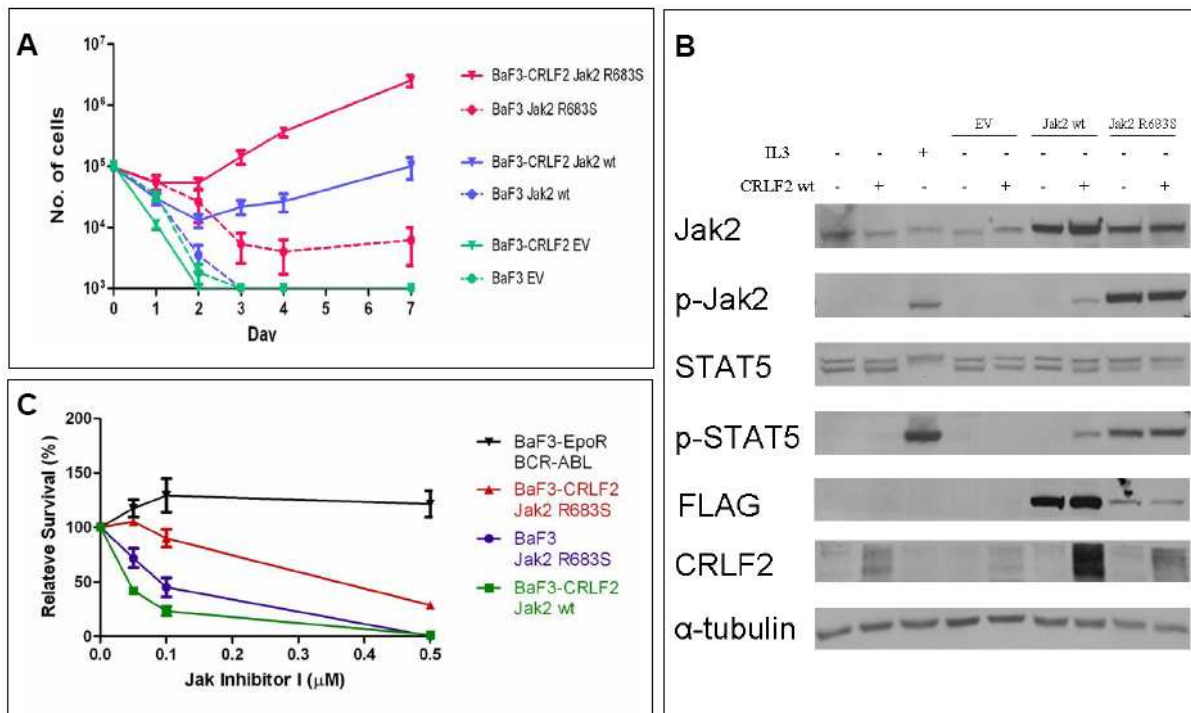 A
10⁷
10⁶
10⁵
10⁴
10³
No. of cells
0 1 2 3 4 5 6 7
Day
BaF3-CRLF2 Jak2 R683S
BaF3 Jak2 R683S
BaF3-CRLF2 Jak2 wt
BaF3 Jak2 wt
BaF3-CRLF2 EV
BaF3 EV
B
EV Jak2 wt Jak2 R683S
IL3 - - + - - - - - -
CRLF2 wt - + - - + - + - +
Jak2
p-Jak2
STAT5
p-STAT5
FLAG
CRLF2
α-tubulin
C
200
150
100
50
0
Relateve Survival (%)
0.0 0.1 0.2 0.3 0.4 0.5
Jak Inhibitor I (μM)
BaF3-EpoR
BCR-ABL
BaF3-CRLF2
Jak2 R683S
BaF3
Jak2 R683S
BaF3-CRLF2
Jak2 wt